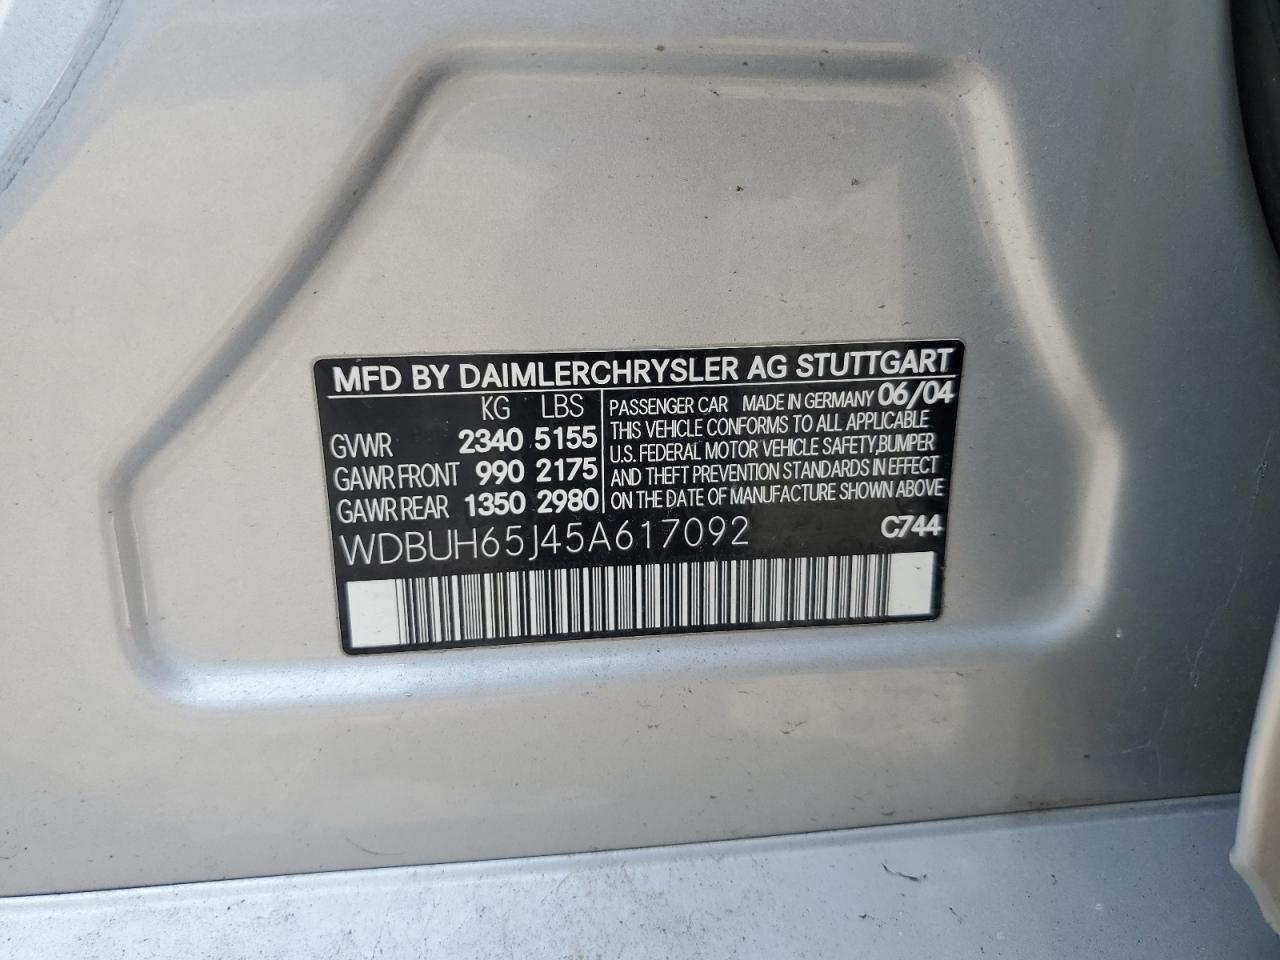 MFD BY DAIMLERCHRYSLER AG STUTTGART
KG LBS
GVWR 2340 5155
GAWR FRONT 990 2175
GAWR REAR 1350 2980
PASSENGER CAR MADE IN GERMANY 06/04
THIS VEHICLE CONFORMS TO ALL APPLICABLE
U.S. FEDERAL MOTOR VEHICLE SAFETY,BUMPER
AND THEFT PREVENTION STANDARDS IN EFFECT
ON THE DATE OF MANUFACTURE SHOWN ABOVE
WDBUH65J45A617092 C744